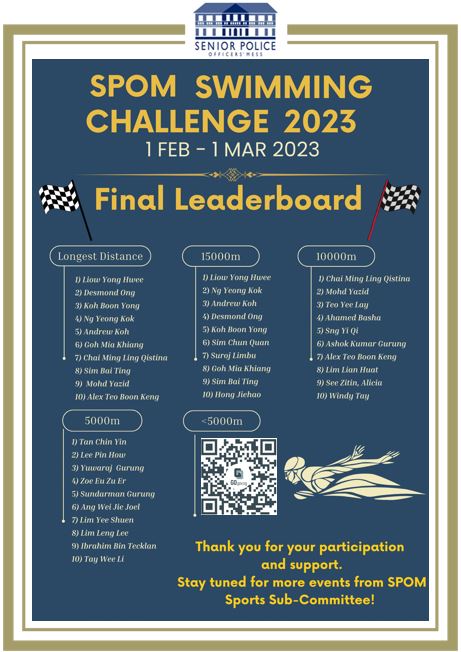 SENIOR POLICE
OFFICERS' MESS
SPOM SWIMMING
CHALLENGE 2023
1 FEB - 1 MAR 2023
Final Leaderboard
Longest Distance
1) Liow Yong Hwee
2) Desmond Ong
3) Koh Boon Yong
4) Ng Yeong Kok
5) Andrew Koh
6) Goh Mia Khiang
7) Chai Ming Ling Qistina
8) Sim Bai Ting
9) Mohd Yazid
10) Alex Teo Boon Keng
15000m
1) Liow Yong Hwee
2) Ng Yeong Kok
3) Andrew Koh
4) Desmond Ong
5) Koh Boon Yong
6) Sim Chun Quan
7) Suraj Limbu
8) Goh Mia Khiang
9) Sim Bai Ting
10) Hong Jiehao
10000m
1) Chai Ming Ling Qistina
2) Mohd Yazid
3) Teo Yee Lay
4) Ahamed Basha
5) Sng Yi Qi
6) Ashok Kumar Gurung
7) Alex Teo Boon Keng
8) Lim Lian Huat
9) See Zitin, Alicia
10) Windy Tay
5000m
1) Tan Chin Yin
2) Lee Pin How
3) Yuwaraj Gurung
4) Zoe Eu Zu Er
5) Sundarman Gurung
6) Ang Wei Jie Joel
7) Lim Yee Shuen
8) Lim Leng Lee
9) Ibrahim Bin Tecklan
10) Tay Wee Li
<5000m
Thank you for your participation
and support.
Stay tuned for more events from SPOM
Sports Sub-Committee!